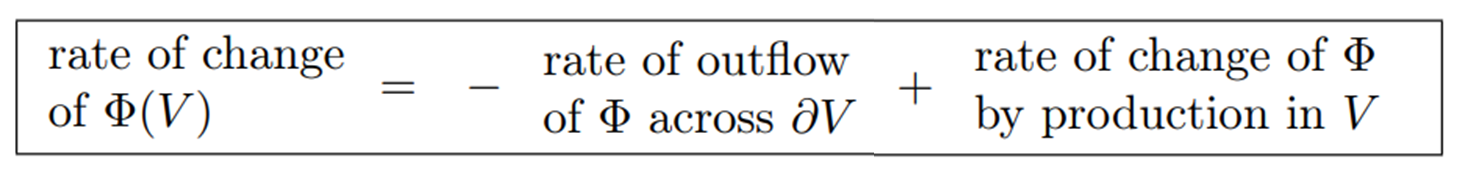 rate of change of Φ(V) = − rate of outflow of Φ across ∂V + rate of change of Φ by production in V